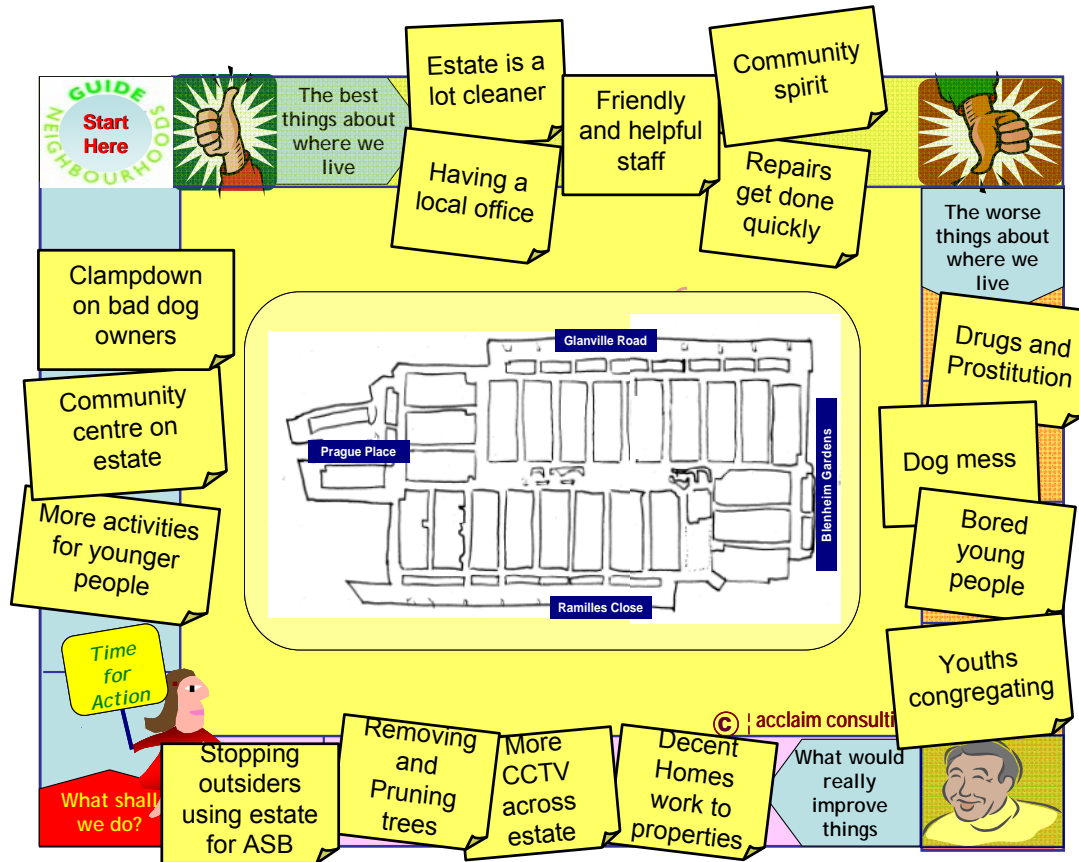 GUIDE
NEIGHBOURHOODS
Start
Here
The best
things about
where we
live
Estate is a
lot cleaner
Having a
local office
Friendly
and helpful
staff
Community
spirit
Repairs
get done
quickly
The worse
things about
where we
live
Drugs and
Prostitution
Dog mess
Bored
young
people
Youths
congregating
What would
really
improve
things
Decent
Homes
work to
properties
More
CCTV
across
estate
Removing
and
Pruning
trees
Stopping
outsiders
using estate
for ASB
What shall
we do?
Time
for
Action
More activities
for younger
people
Community
centre on
estate
Clampdown
on bad dog
owners
Glanville Road
Prague Place
Blenheim Gardens
Ramilles Close
© ¦ acclaim consulti